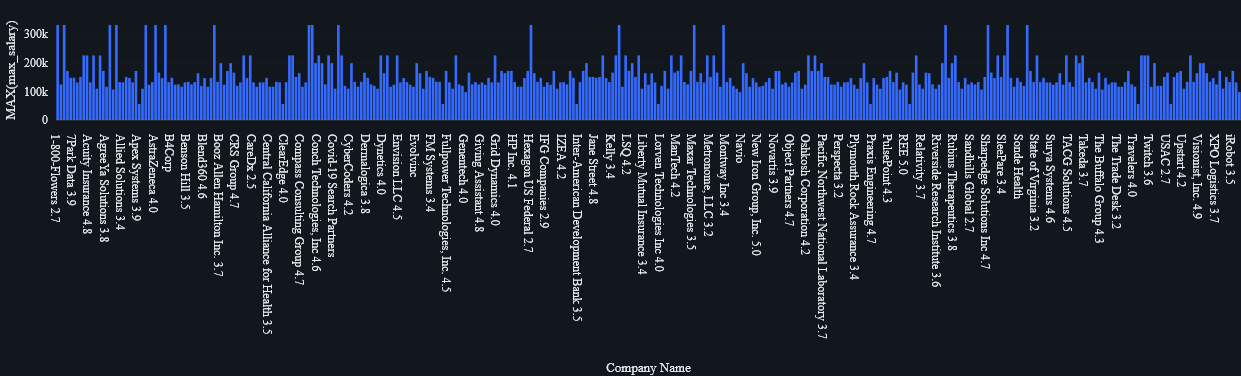 MAX(max_salary)
300k
200k
100k
0
1-800-Flowers 2.7
7Park Data 3.9
Acuity Insurance 4.8
Agree Ya Solutions 3.8
Allied Solutions 3.4
Apex Systems 3.9
AstraZeneca 4.0
B4Corp
Benson Hill 3.5
Blend360 4.6
Booz Allen Hamilton Inc. 3.7
CRS Group 4.7
CareDx 2.5
Central California Alliance for Health 3.5
ClearEdge 4.0
Compass Consulting Group 4.7
Couch Technologies, Inc 4.6
Covid-19 Search Partners
CyberCoders 4.2
Dermalogica 3.8
Dynetics 4.0
Envision LLC 4.5
Evolvinc
FM Systems 3.4
Fullpower Technologies, Inc. 4.5
Genentech 4.0
Giving Assistant 4.8
Grid Dynamics 4.0
HP Inc. 4.1
Hexagon US Federal 2.7
IFG Companies 2.9
IZEA 4.2
Inter-American Development Bank 3.5
Jane Street 4.8
Kelly 3.4
LSQ 4.2
Liberty Mutual Insurance 3.4
Lorven Technologies Inc 4.0
ManTech 4.2
Maxar Technologies 3.5
Metronome, LLC 3.2
Montway Inc 3.4
Navio
New Iron Group, Inc. 5.0
Novartis 3.9
Object Partners 4.7
Oshkosh Corporation 4.2
Pacific Northwest National Laboratory 3.7
Perspecta 3.2
Plymouth Rock Assurance 3.4
Praxis Engineering 4.7
PulsePoint 4.3
REE 5.0
Relativity 3.7
Riverside Research Institute 3.6
Rubius Therapeutics 3.8
Sandhills Global 2.7
Sharpedge Solutions Inc 4.7
SleePare 3.4
Sonde Health
State of Virginia 3.2
Surya Systems 4.6
TACG Solutions 4.5
Takeda 3.7
The Buffalo Group 4.3
The Trade Desk 3.2
Travelers 4.0
Twitch 3.6
USAC 2.7
Upstart 4.2
Visionist, Inc. 4.9
XPO Logistics 3.7
iRobot 3.5
Company Name